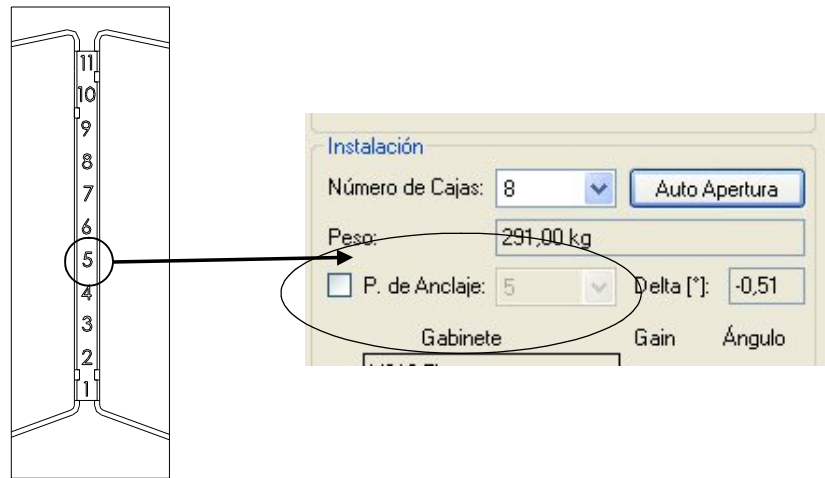 11
10
9
8
7
6
5
4
3
2
1
Instalación
Número de Cajas: 8 Auto Apertura
Peso: 291,00 kg
P. de Anclaje: 5 Delta [°]: -0,51
Gabinete Gain Ángulo